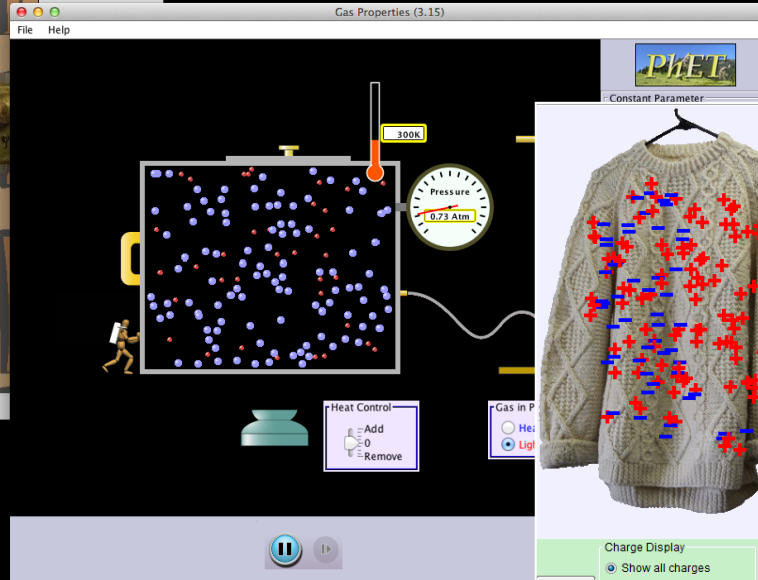 Gas Properties (3.15)
File Help
PhET
Constant Parameter
300K
Pressure
0.73 Atm
Heat Control
Add
0
Remove
Gas in P
Hea
Ligh
Charge Display
Show all charges